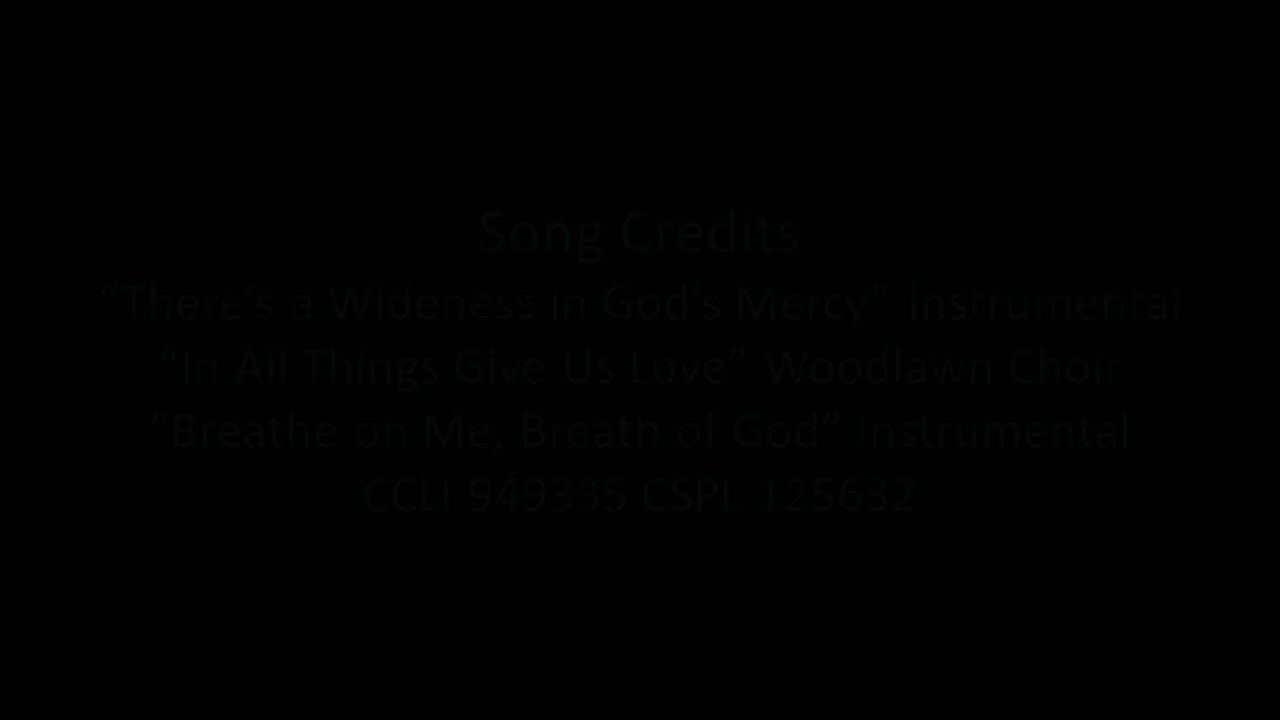 Song Credits
“There’s a Wideness in God’s Mercy” Instrumental
“In All Things Give Us Love” Woodlawn Choir
”Breathe on Me, Breath of God” Instrumental
CCLI 949335 CSPL 125632